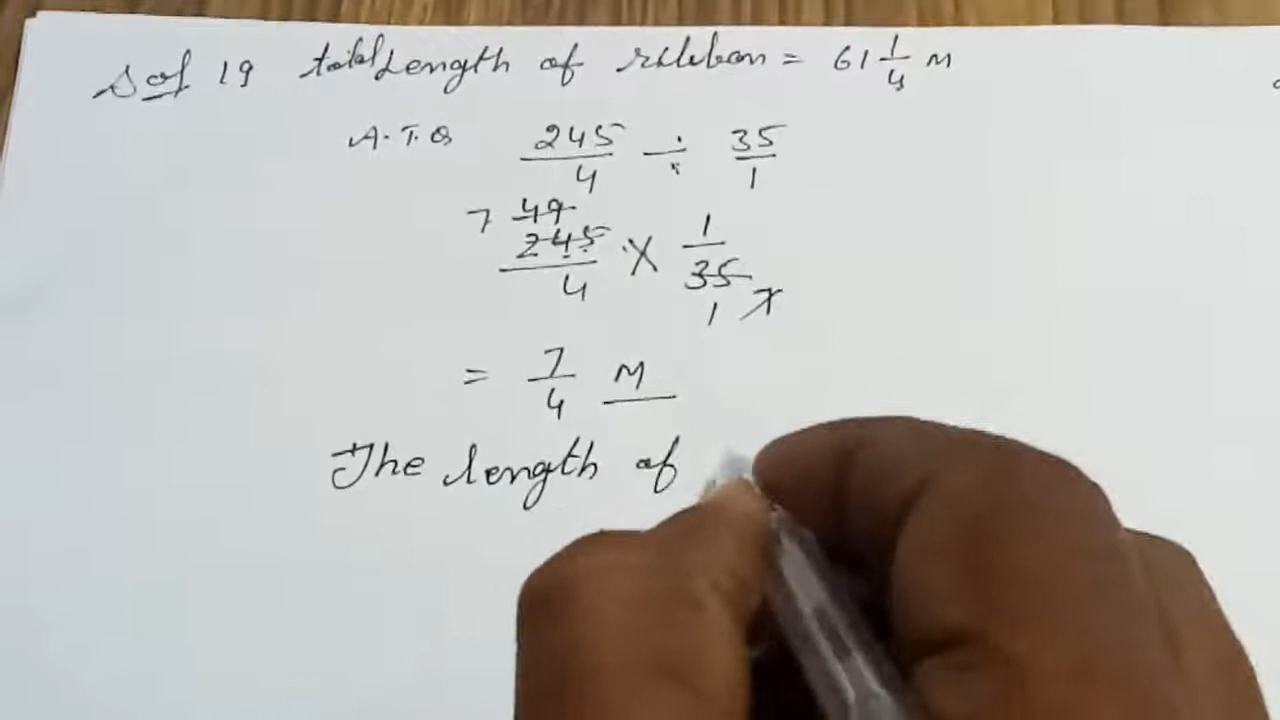 Sol 19 total Length of ribbon = 61 1/4 M
A.T.Q 245/4 ÷ 35/1
7 49
245/4 × 1/35
1 7
= 7/4 M
The length of